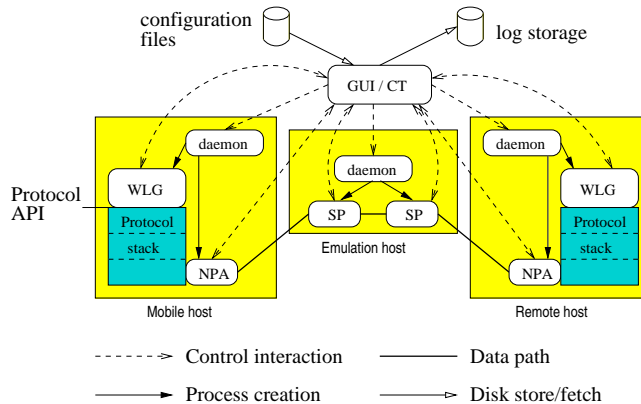 configuration
files
log storage
GUI / CT
daemon
daemon
daemon
WLG
WLG
Protocol
API
SP
SP
Protocol
stack
Protocol
stack
Emulation host
NPA
NPA
Mobile host
Remote host
Control interaction
Data path
Process creation
Disk store/fetch